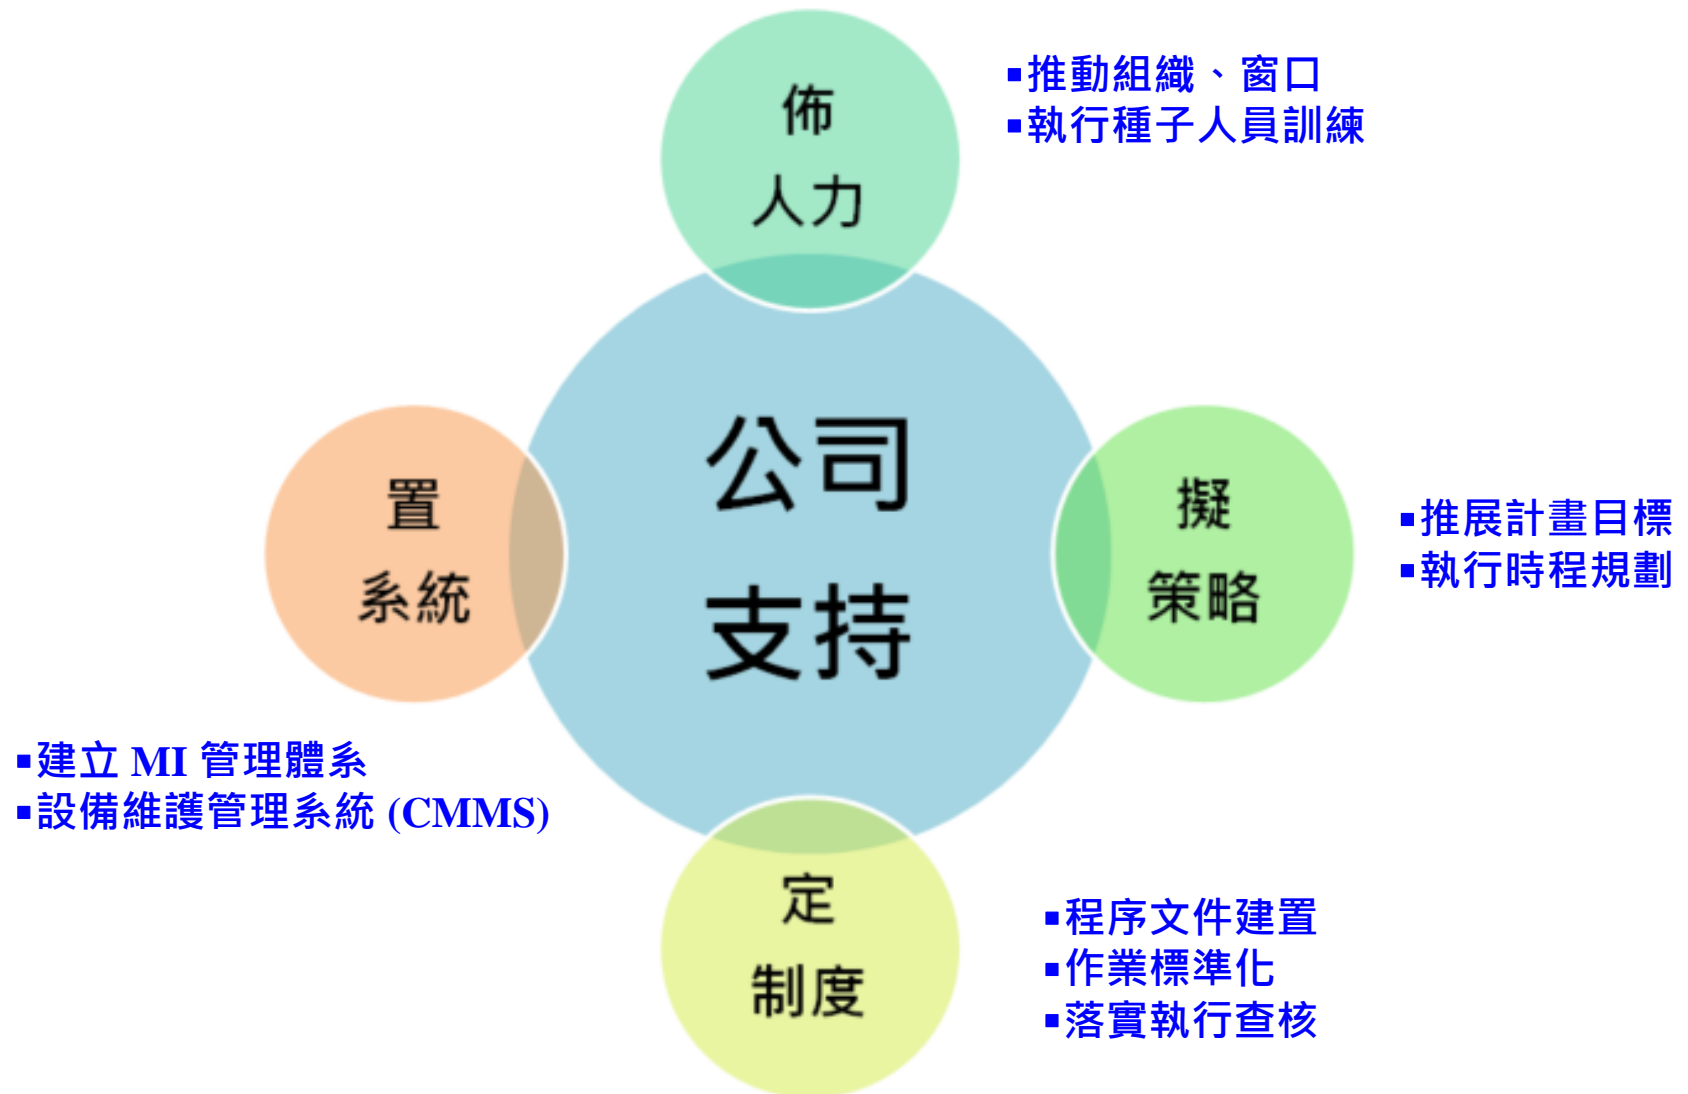 佈
人力
▪推動組織、窗口
▪執行種子人員訓練
公司
支持
擬
策略
▪推展計畫目標
▪執行時程規劃
置
系統
▪建立 MI 管理體系
▪設備維護管理系統 (CMMS)
定
制度
▪程序文件建置
▪作業標準化
▪落實執行查核